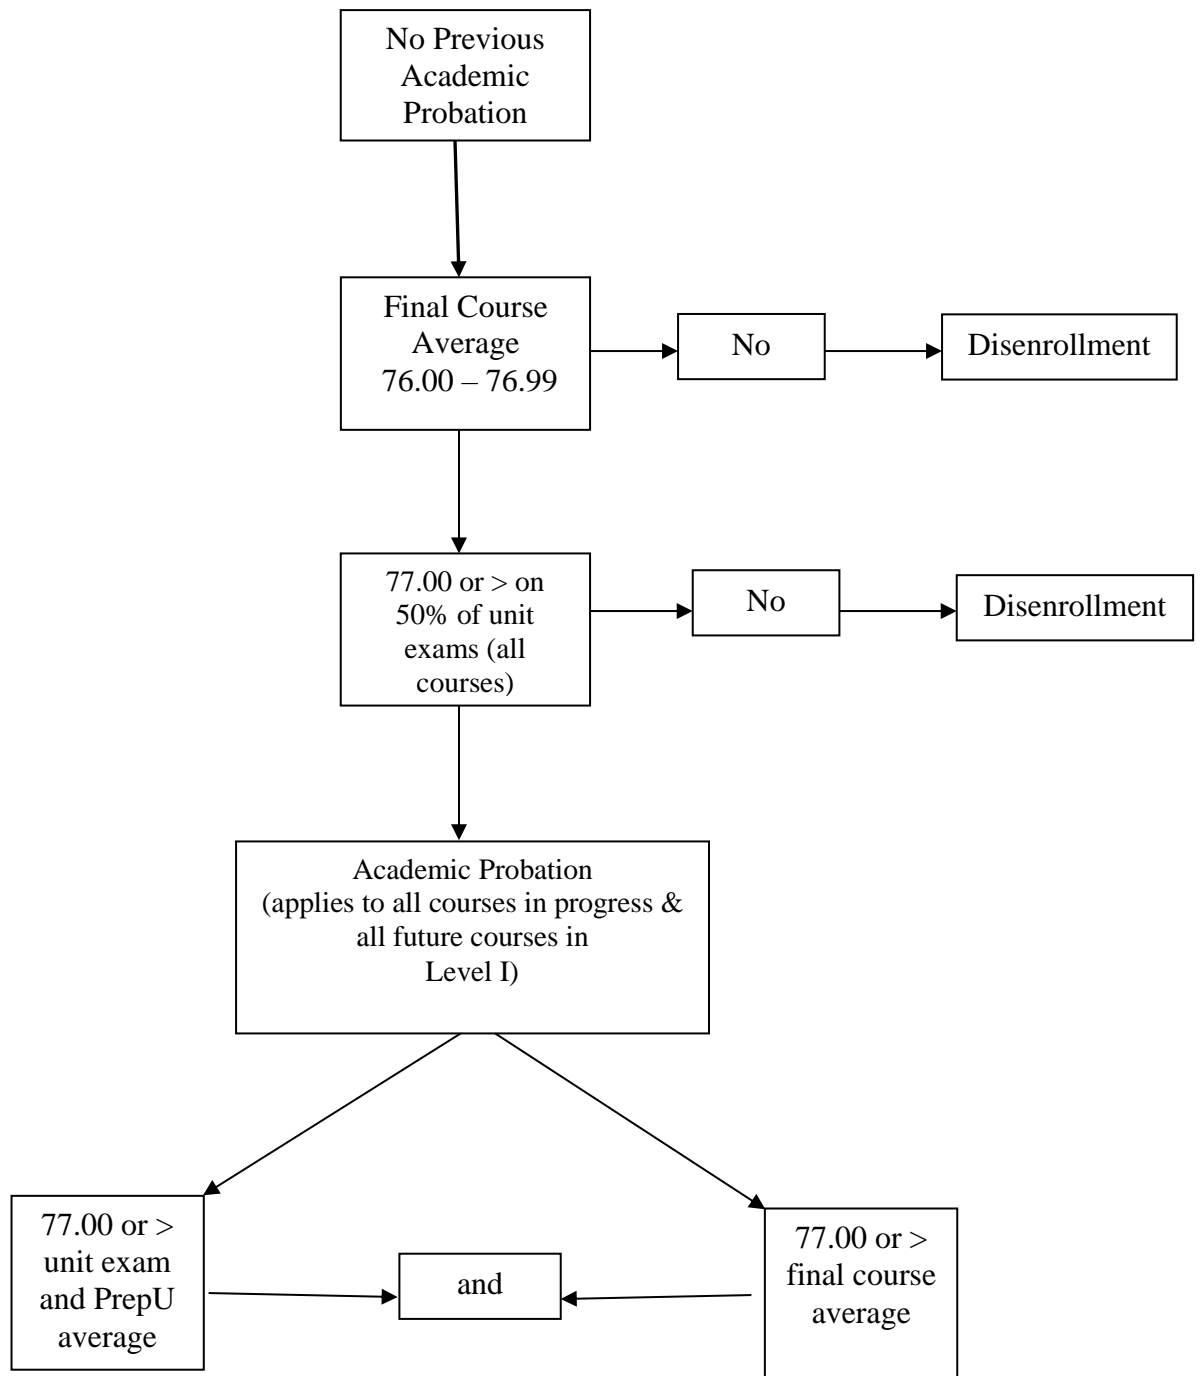 No Previous
Academic
Probation
Final Course
Average
76.00 – 76.99
No
Disenrollment
77.00 or > on
50% of unit
exams (all
courses)
No
Disenrollment
Academic Probation
(applies to all courses in progress &
all future courses in
Level I)
77.00 or >
unit exam
and PrepU
average
and
77.00 or >
final course
average